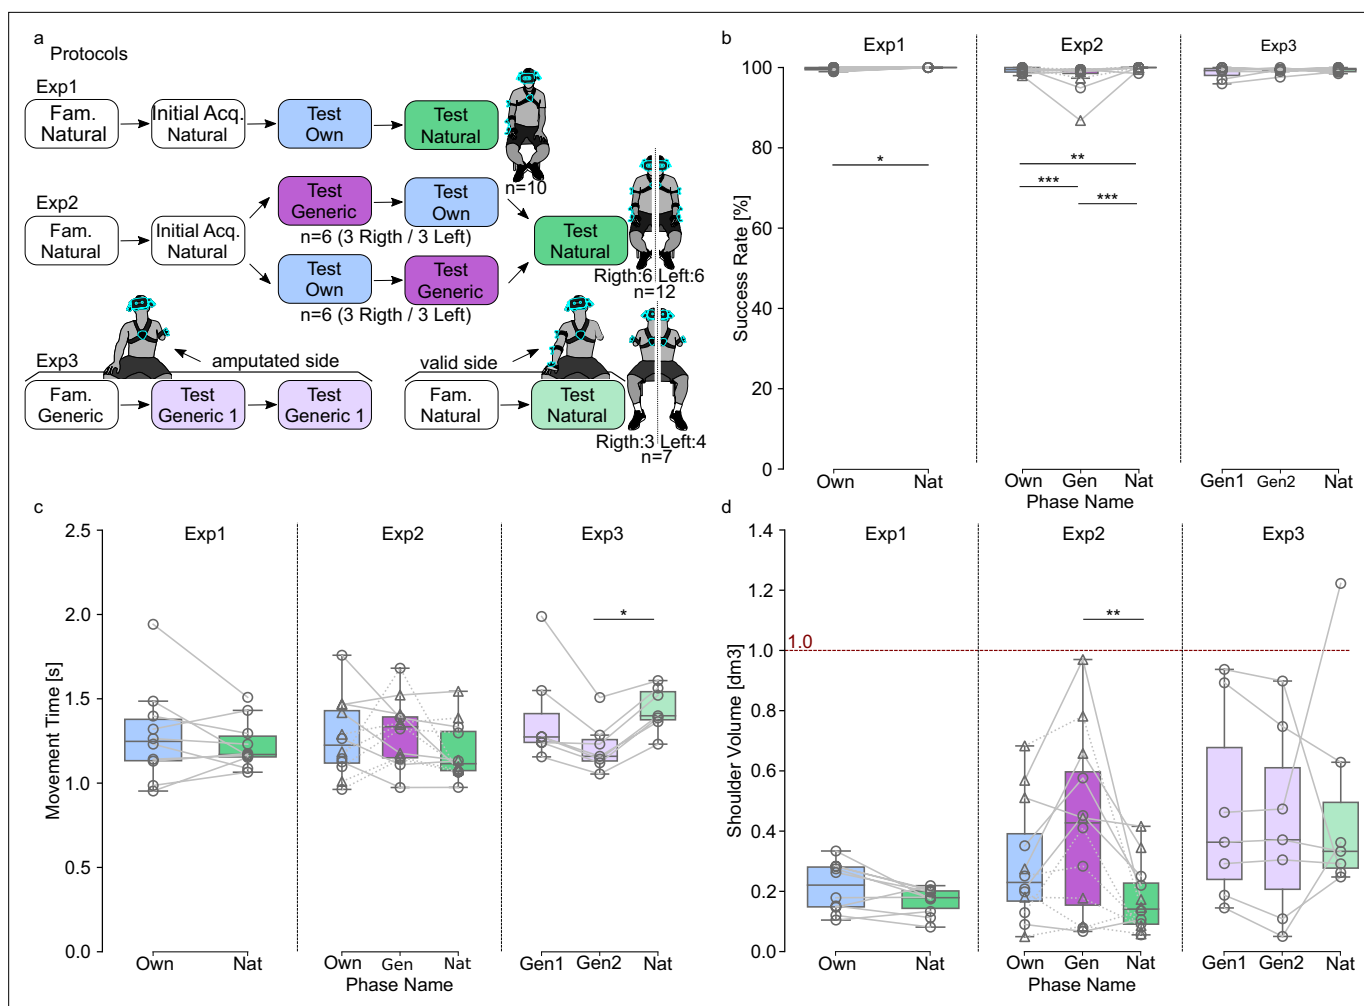 a
Protocols
Exp1
Fam. Natural
Initial Acq. Natural
Test Own
Test Natural
n=10
Exp2
Fam. Natural
Initial Acq. Natural
Test Generic
Test Own
n=6 (3 Rigth / 3 Left)
Test Own
Test Generic
n=6 (3 Rigth / 3 Left)
Test Natural
Rigth:6 Left:6
n=12
Exp3
amputated side
valid side
Fam. Generic
Test Generic 1
Test Generic 1
Fam. Natural
Test Natural
Rigth:3 Left:4
n=7
b
Exp1 Exp2 Exp3
Success Rate [%]
100
80
60
40
20
0
* ** *** ***
Own Nat Own Gen Nat Gen1 Gen2 Nat
Phase Name
c
Exp1 Exp2 Exp3
Movement Time [s]
2.5
2.0
1.5
1.0
0.5
0.0
*
Own Nat Own Gen Nat Gen1 Gen2 Nat
Phase Name
d
Exp1 Exp2 Exp3
Shoulder Volume [dm3]
1.4
1.2
1.0
0.8
0.6
0.4
0.2
0.0
1.0
**
Own Nat Own Gen Nat Gen1 Gen2 Nat
Phase Name